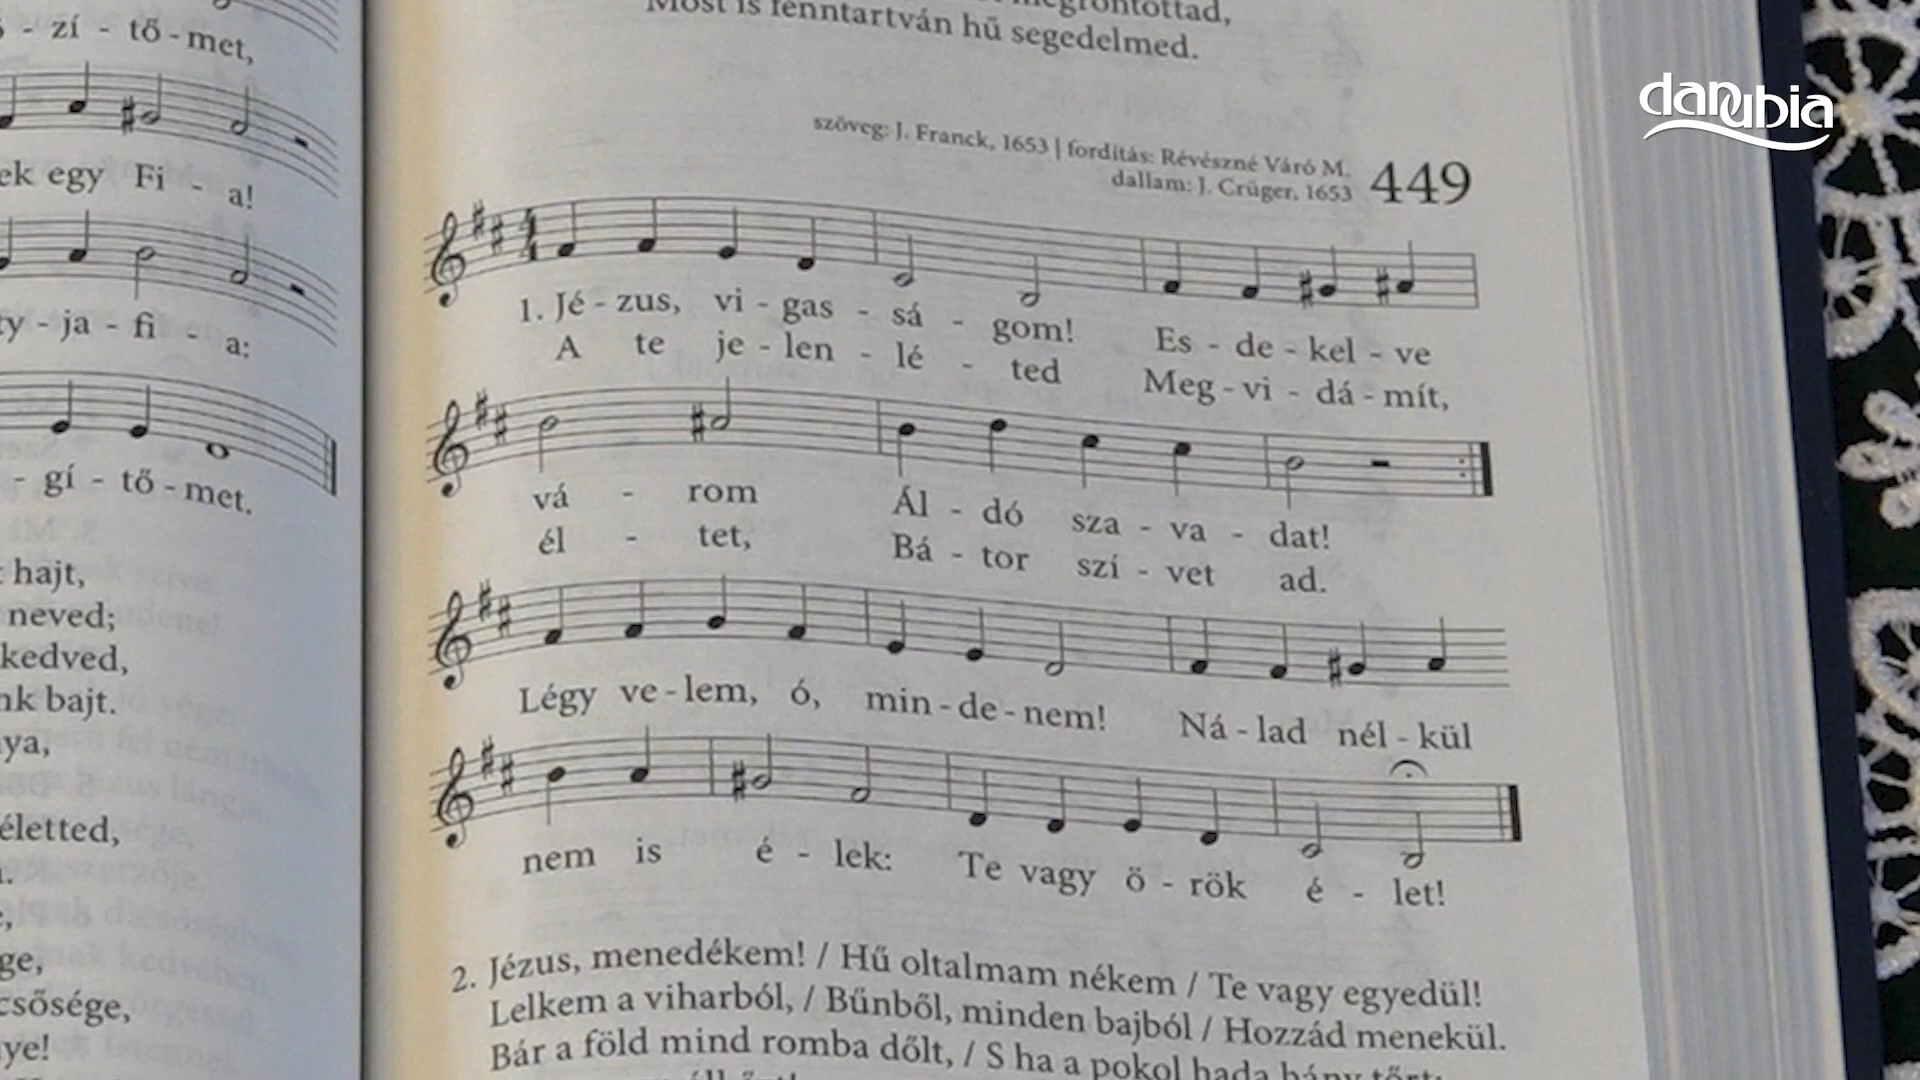 - zí - tő - met,
ek egy Fi - a!
ty - ja - fi - a:
- gí - tő - met.
hajt,
neved;
kedved,
nk bajt.
életted,
ge,
csősége,
Most is fenntartván hű segedelmed.
danubia
szöveg: J. Franck, 1653 | fordítás: Révészné Váró M.
dallam: J. Crüger, 1653
449
1. Jé - zus, vi - gas - sá - gom! Es - de - kel - ve
A te je - len - lé - ted Meg - vi - dá - mít,
vá - rom Ál - dó sza - va - dat!
él - tet, Bá - tor szí - vet ad.
Légy ve - lem, ó, min - de - nem! Ná - lad nél - kül
nem is é - lek: Te vagy ö - rök é - let!
2. Jézus, menedékem! / Hű oltalmam nékem / Te vagy egyedül!
Lelkem a viharból, / Bűnből, minden bajból / Hozzád menekül.
Bár a föld mind romba dőlt, / S ha a pokol hada hány tört: